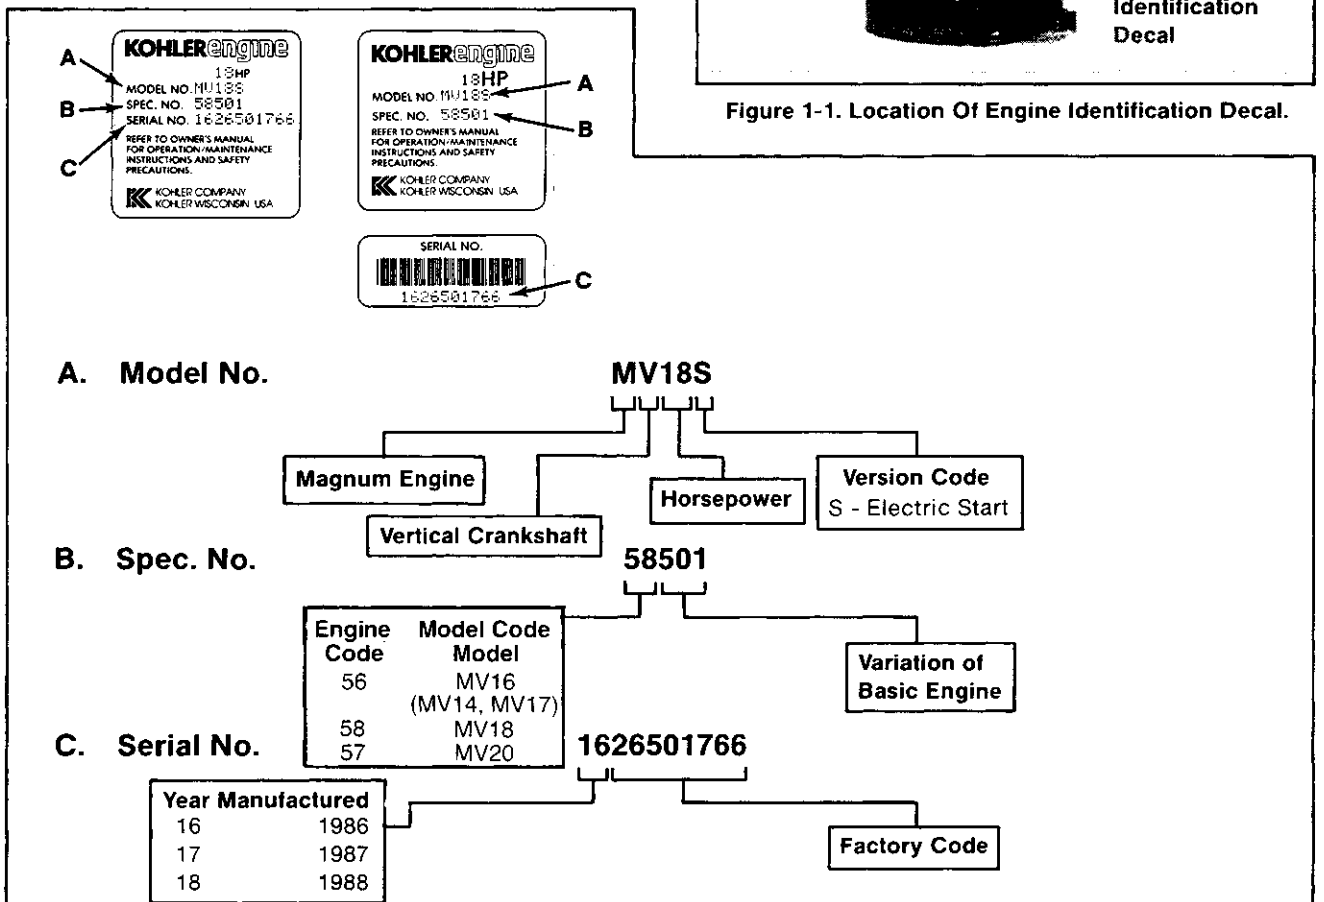 Identification
Decal
Figure 1-1. Location Of Engine Identification Decal.
KOHLERengine
18HP
A
MODEL NO. MV18S
B
SPEC. NO. 58501
SERIAL NO. 1626501766
C
REFER TO OWNER'S MANUAL
FOR OPERATION/MAINTENANCE
INSTRUCTIONS AND SAFETY
PRECAUTIONS.
KOHLER COMPANY
KOHLER WISCONSIN USA
KOHLERengine
18HP
A
MODEL NO. MV18S
SPEC. NO. 58501
B
REFER TO OWNER'S MANUAL
FOR OPERATION/MAINTENANCE
INSTRUCTIONS AND SAFETY
PRECAUTIONS.
KOHLER COMPANY
KOHLER WISCONSIN USA
SERIAL NO.
C
1626501766
A. Model No. MV18S
Magnum Engine
Vertical Crankshaft
Horsepower
Version Code
S - Electric Start
B. Spec. No. 58501
Engine Model Code
Code Model
56 MV16
(MV14, MV17)
58 MV18
57 MV20
Variation of
Basic Engine
C. Serial No. 1626501766
Year Manufactured
16 1986
17 1987
18 1988
Factory Code